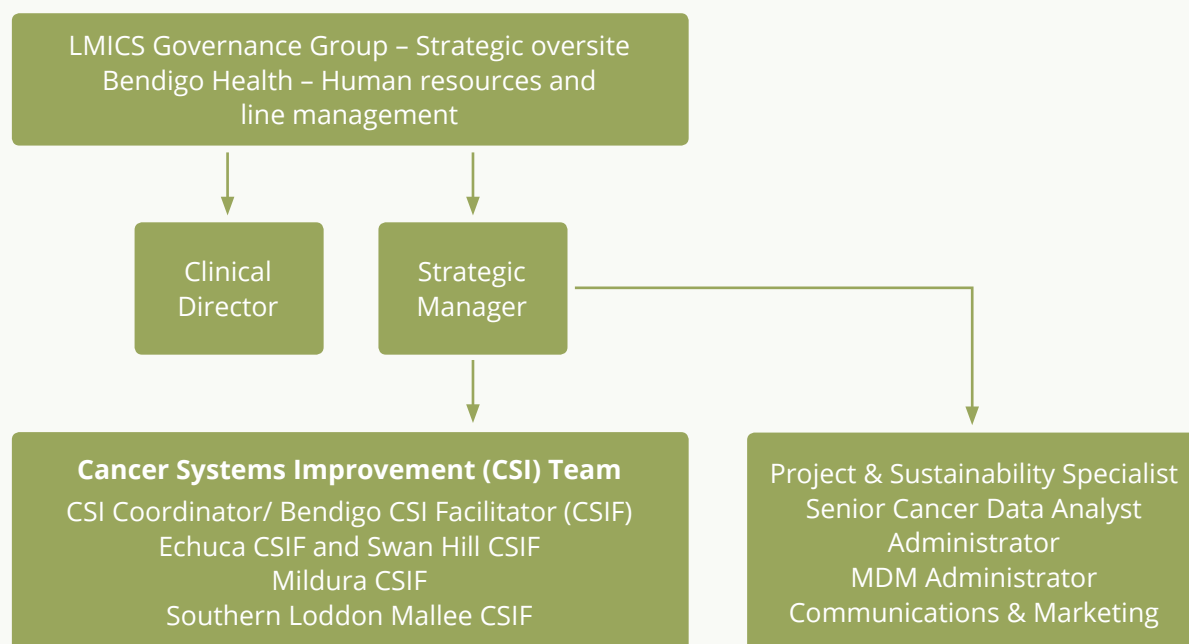 LMICS Governance Group – Strategic oversite
Bendigo Health – Human resources and
line management
Clinical
Director
Strategic
Manager
Cancer Systems Improvement (CSI) Team
CSI Coordinator/ Bendigo CSI Facilitator (CSIF)
Echuca CSIF and Swan Hill CSIF
Mildura CSIF
Southern Loddon Mallee CSIF
Project & Sustainability Specialist
Senior Cancer Data Analyst
Administrator
MDM Administrator
Communications & Marketing